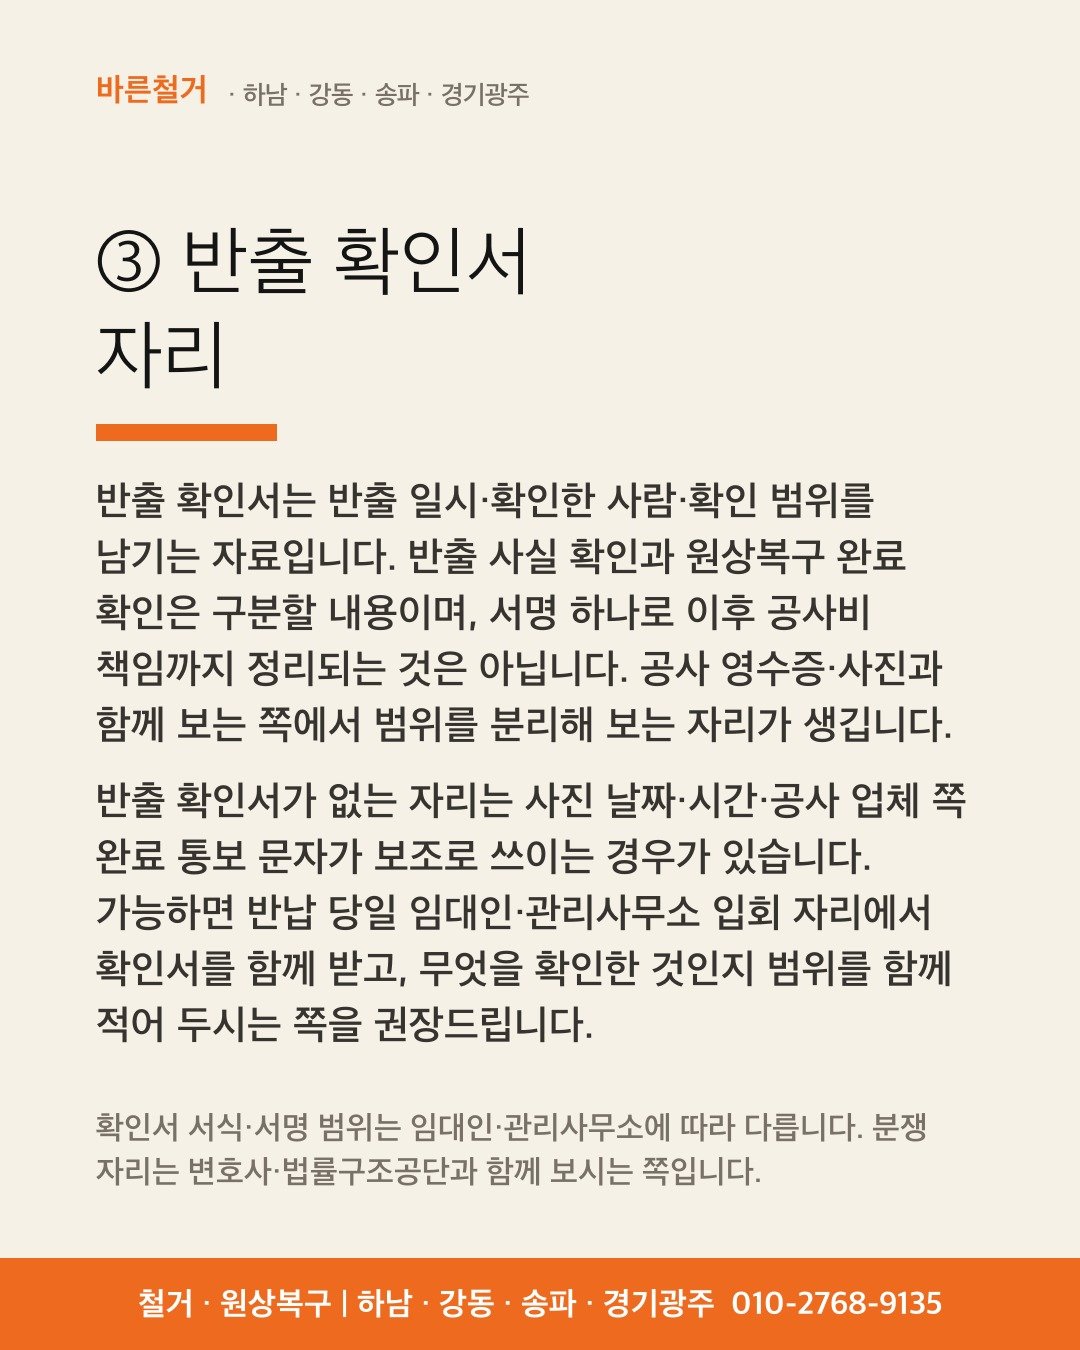 바른철거 · 하남 · 강동 · 송파 · 경기광주
③ 반출 확인서
자리
반출 확인서는 반출 일시·확인한 사람·확인 범위를
남기는 자료입니다. 반출 사실 확인과 원상복구 완료
확인은 구분할 내용이며, 서명 하나로 이후 공사비
책임까지 정리되는 것은 아닙니다. 공사 영수증·사진과
함께 보는 쪽에서 범위를 분리해 보는 자리가 생깁니다.
반출 확인서가 없는 자리는 사진 날짜·시간·공사 업체 쪽
완료 통보 문자가 보조로 쓰이는 경우가 있습니다.
가능하면 반납 당일 임대인·관리사무소 입회 자리에서
확인서를 함께 받고, 무엇을 확인한 것인지 범위를 함께
적어 두시는 쪽을 권장드립니다.
확인서 서식·서명 범위는 임대인·관리사무소에 따라 다릅니다. 분쟁
자리는 변호사·법률구조공단과 함께 보시는 쪽입니다.
철거 · 원상복구 | 하남 · 강동 · 송파 · 경기광주 010-2768-9135